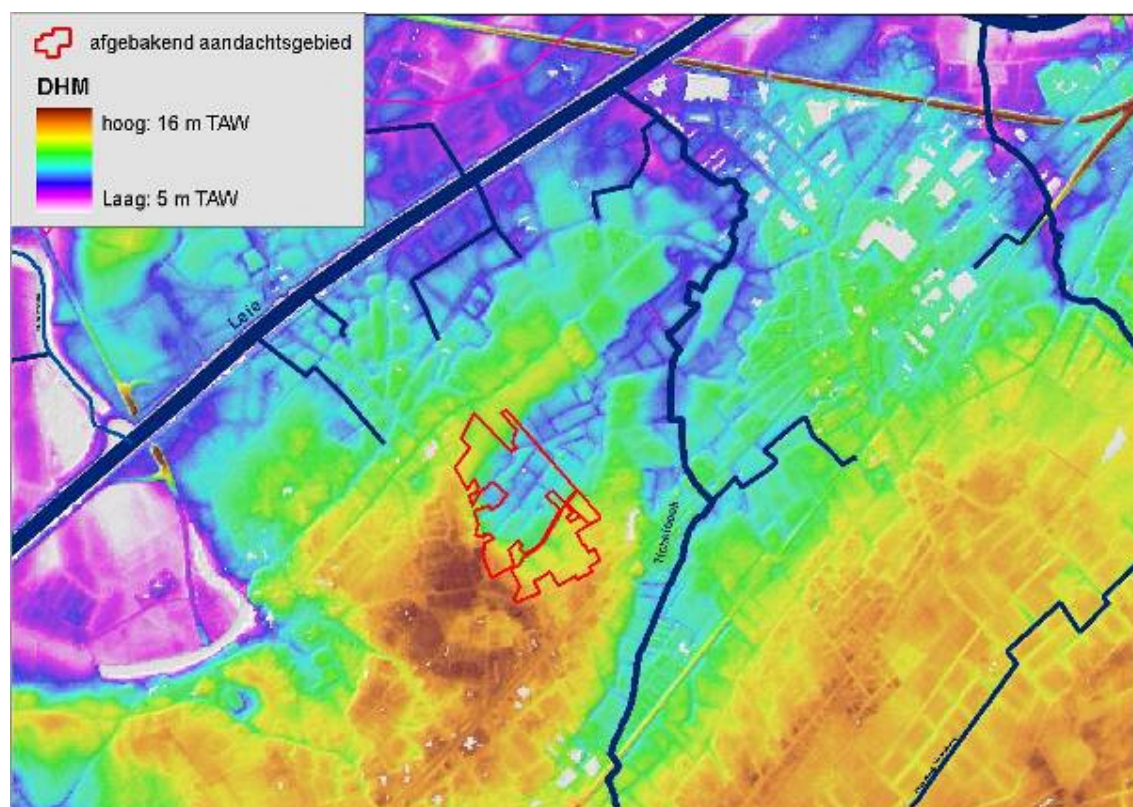 afgebakend aandachtsgebied
DHM
hoog: 16 m TAW
Laag: 5 m TAW
Leie